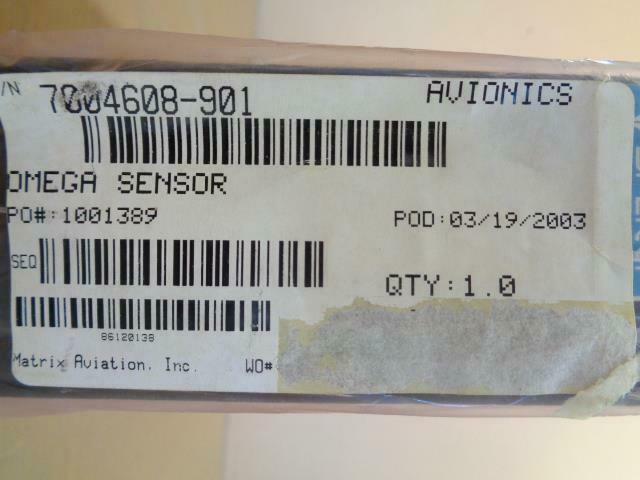 /N 7004608-901 AVIONICS
OMEGA SENSOR
PO#:1001389 POD:03/19/2003
SEQ
QTY:1.0
86120138
Matrix Aviation, Inc. WO#